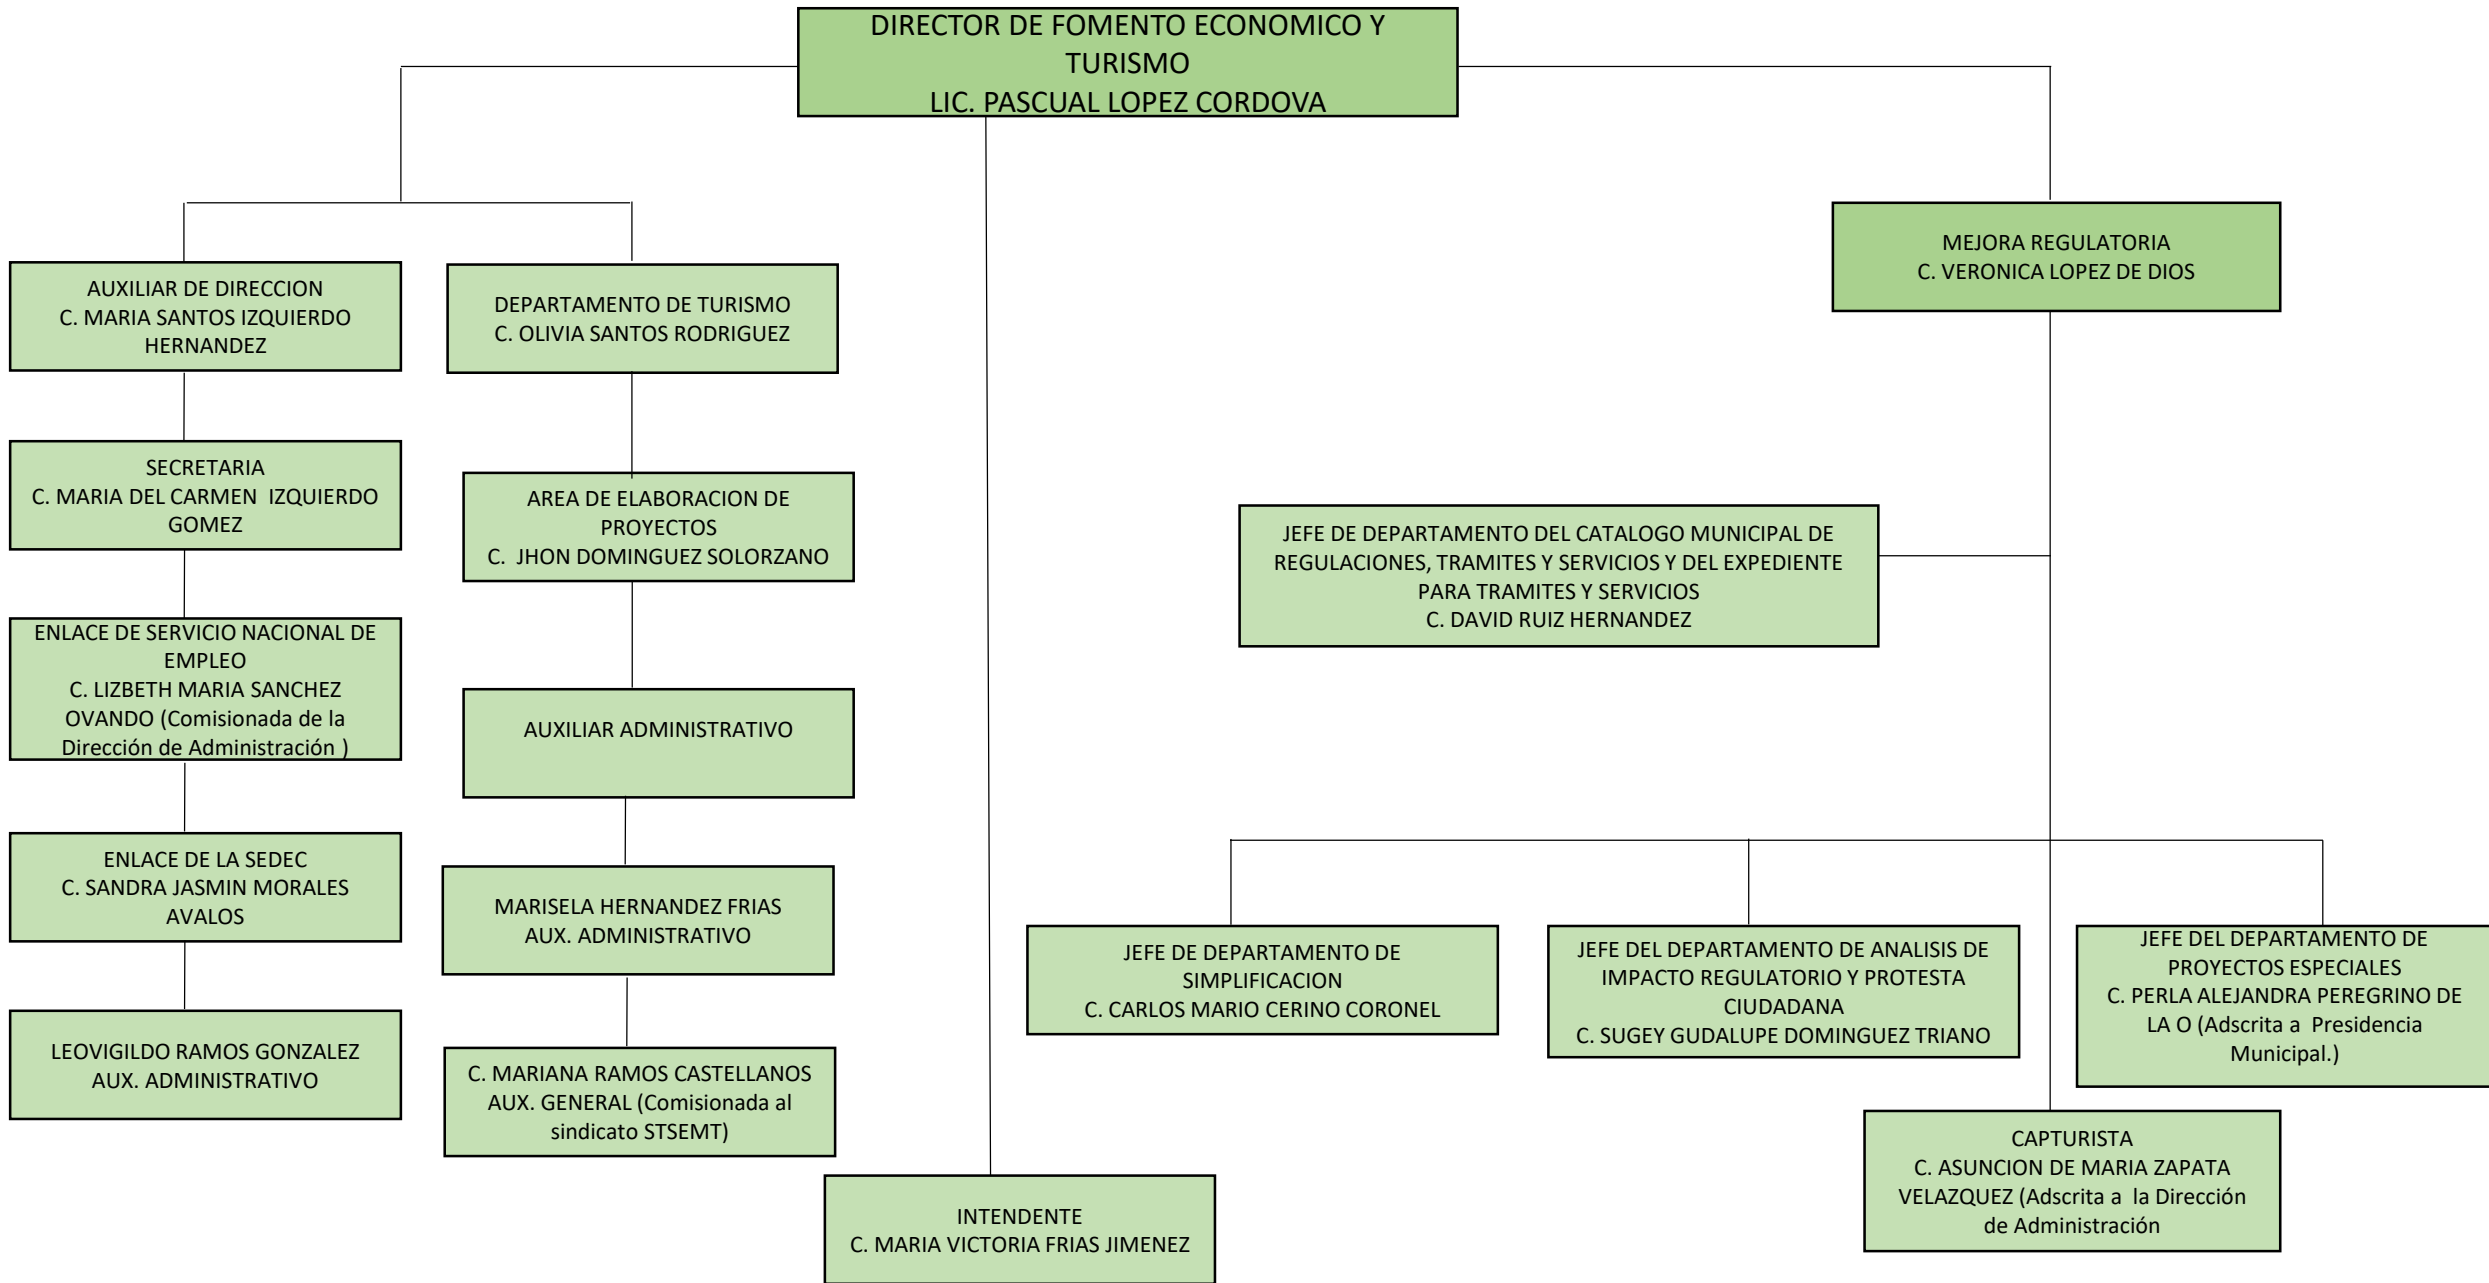 DIRECTOR DE FOMENTO ECONOMICO Y
TURISMO
LIC. PASCUAL LOPEZ CORDOVA
MEJORA REGULATORIA
C. VERONICA LOPEZ DE DIOS
AUXILIAR DE DIRECCION
C. MARIA SANTOS IZQUIERDO
HERNANDEZ
DEPARTAMENTO DE TURISMO
C. OLIVIA SANTOS RODRIGUEZ
SECRETARIA
C. MARIA DEL CARMEN  IZQUIERDO
GOMEZ
AREA DE ELABORACION DE
PROYECTOS
C.  JHON DOMINGUEZ SOLORZANO
JEFE DE DEPARTAMENTO DEL CATALOGO MUNICIPAL DE
REGULACIONES, TRAMITES Y SERVICIOS Y DEL EXPEDIENTE
PARA TRAMITES Y SERVICIOS
C. DAVID RUIZ HERNANDEZ
ENLACE DE SERVICIO NACIONAL DE
EMPLEO
C. LIZBETH MARIA SANCHEZ
OVANDO (Comisionada de la
Dirección de Administración )
AUXILIAR ADMINISTRATIVO
ENLACE DE LA SEDEC
C. SANDRA JASMIN MORALES
AVALOS
MARISELA HERNANDEZ FRIAS
AUX. ADMINISTRATIVO
JEFE DE DEPARTAMENTO DE
SIMPLIFICACION
C. CARLOS MARIO CERINO CORONEL
JEFE DEL DEPARTAMENTO DE ANALISIS DE
IMPACTO REGULATORIO Y PROTESTA
CIUDADANA
C. SUGEY GUDALUPE DOMINGUEZ TRIANO
JEFE DEL DEPARTAMENTO DE
PROYECTOS ESPECIALES
C. PERLA ALEJANDRA PEREGRINO DE
LA O (Adscrita a  Presidencia
Municipal.)
LEOVIGILDO RAMOS GONZALEZ
AUX. ADMINISTRATIVO
C. MARIANA RAMOS CASTELLANOS
AUX. GENERAL (Comisionada al
sindicato STSEMT)
CAPTURISTA
C. ASUNCION DE MARIA ZAPATA
VELAZQUEZ (Adscrita a  la Dirección
de Administración
INTENDENTE
C. MARIA VICTORIA FRIAS JIMENEZ